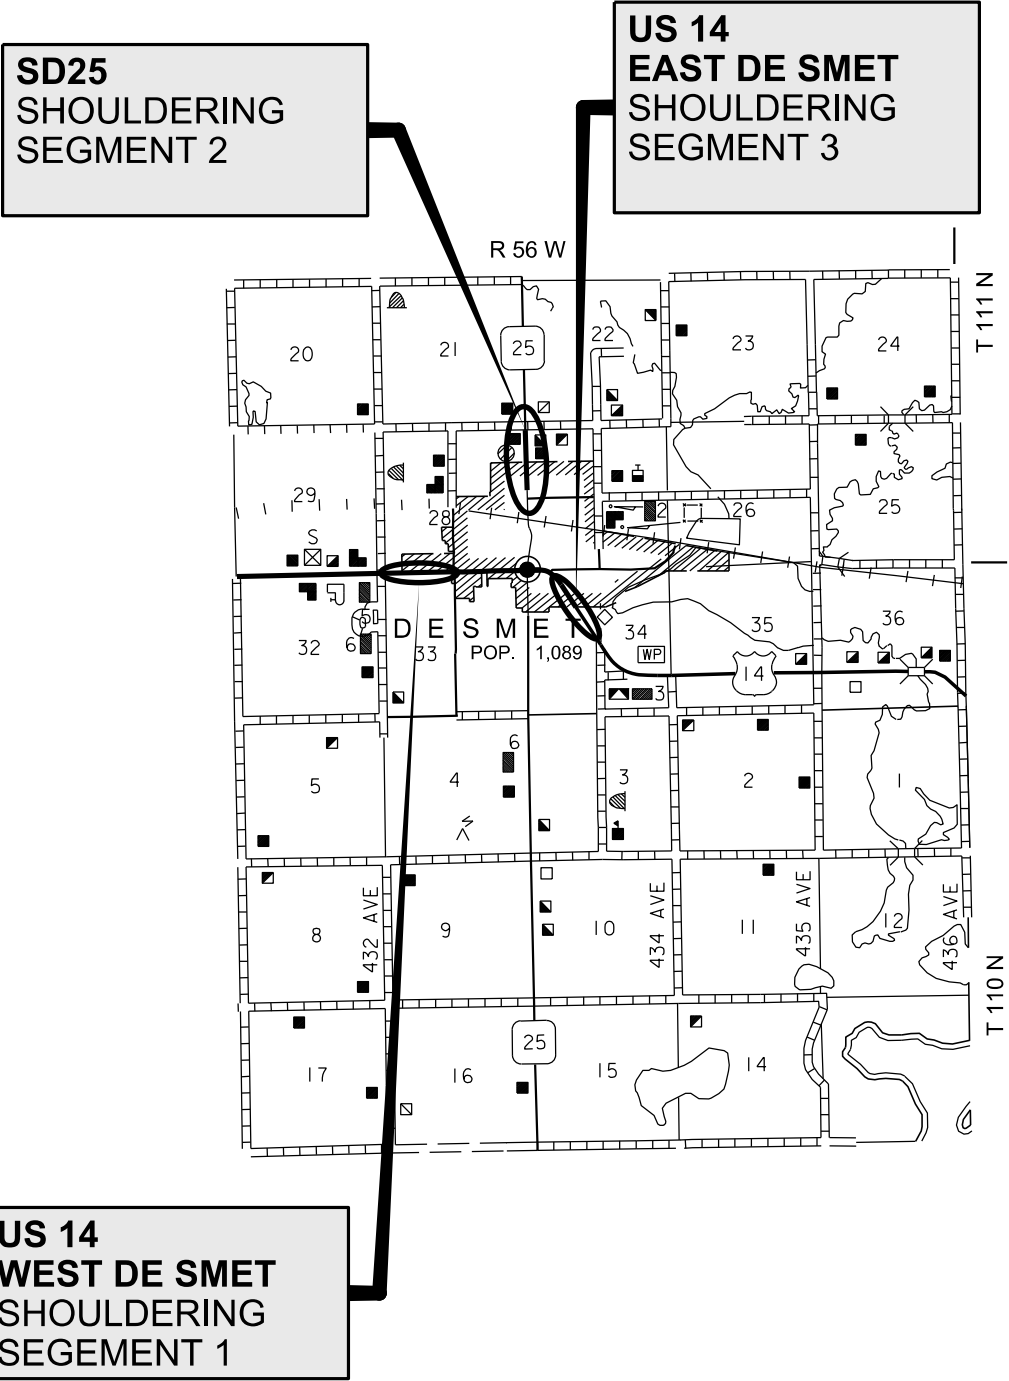 US 14
EAST DE SMET
SHOULDERING
SEGMENT 3
SD25
SHOULDERING
SEGMENT 2
R 56 W
T 111 N
20
21
25
22
23
24
29
28
2
26
25
S
5
32
6
D E S M E T
33
POP. 1,089
34
WP
35
36
14
3
5
4
6
3
2
1
8
432 AVE
9
10
434 AVE
11
435 AVE
12
436 AVE
T 110 N
17
16
25
15
14
US 14
WEST DE SMET
SHOULDERING
SEGEMENT 1